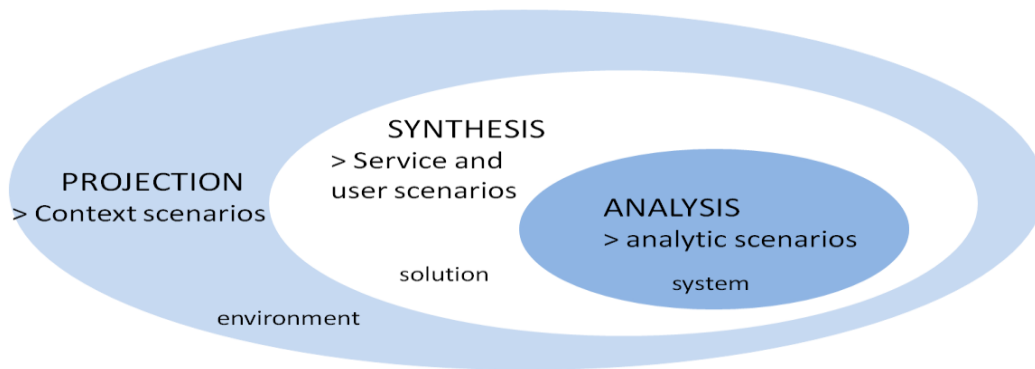 PROJECTION
> Context scenarios
environment
SYNTHESIS
> Service and
user scenarios
solution
ANALYSIS
> analytic scenarios
system